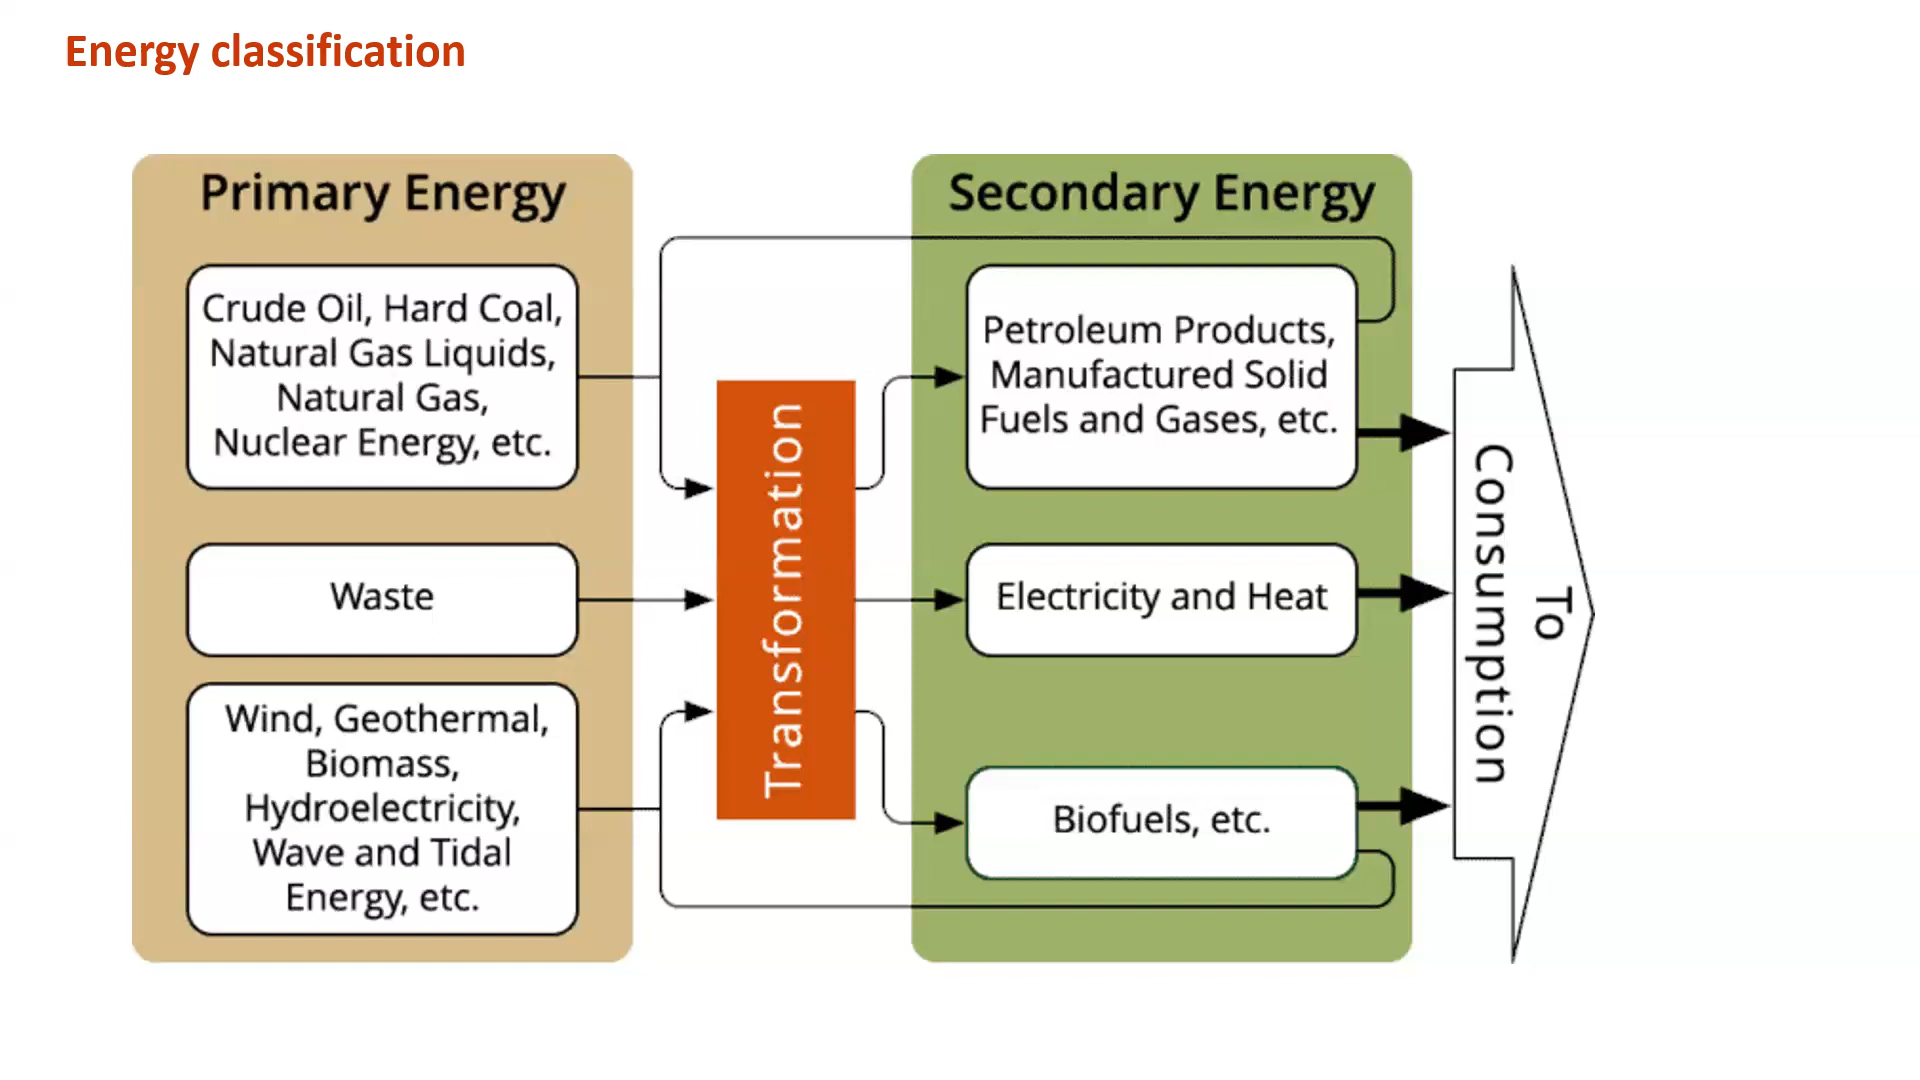 Energy classification
Primary Energy
Crude Oil, Hard Coal,
Natural Gas Liquids,
Natural Gas,
Nuclear Energy, etc.
Waste
Wind, Geothermal,
Biomass,
Hydroelectricity,
Wave and Tidal
Energy, etc.
Transformation
Secondary Energy
Petroleum Products,
Manufactured Solid
Fuels and Gases, etc.
Electricity and Heat
Biofuels, etc.
To
Consumption